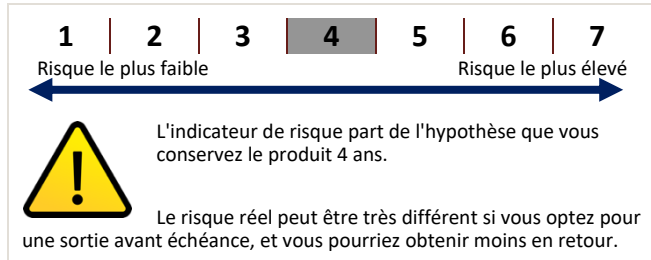 1 2 3 4 5 6 7
Risque le plus faible Risque le plus élevé
L'indicateur de risque part de l'hypothèse que vous
conservez le produit 4 ans.
Le risque réel peut être très différent si vous optez pour
une sortie avant échéance, et vous pourriez obtenir moins en retour.